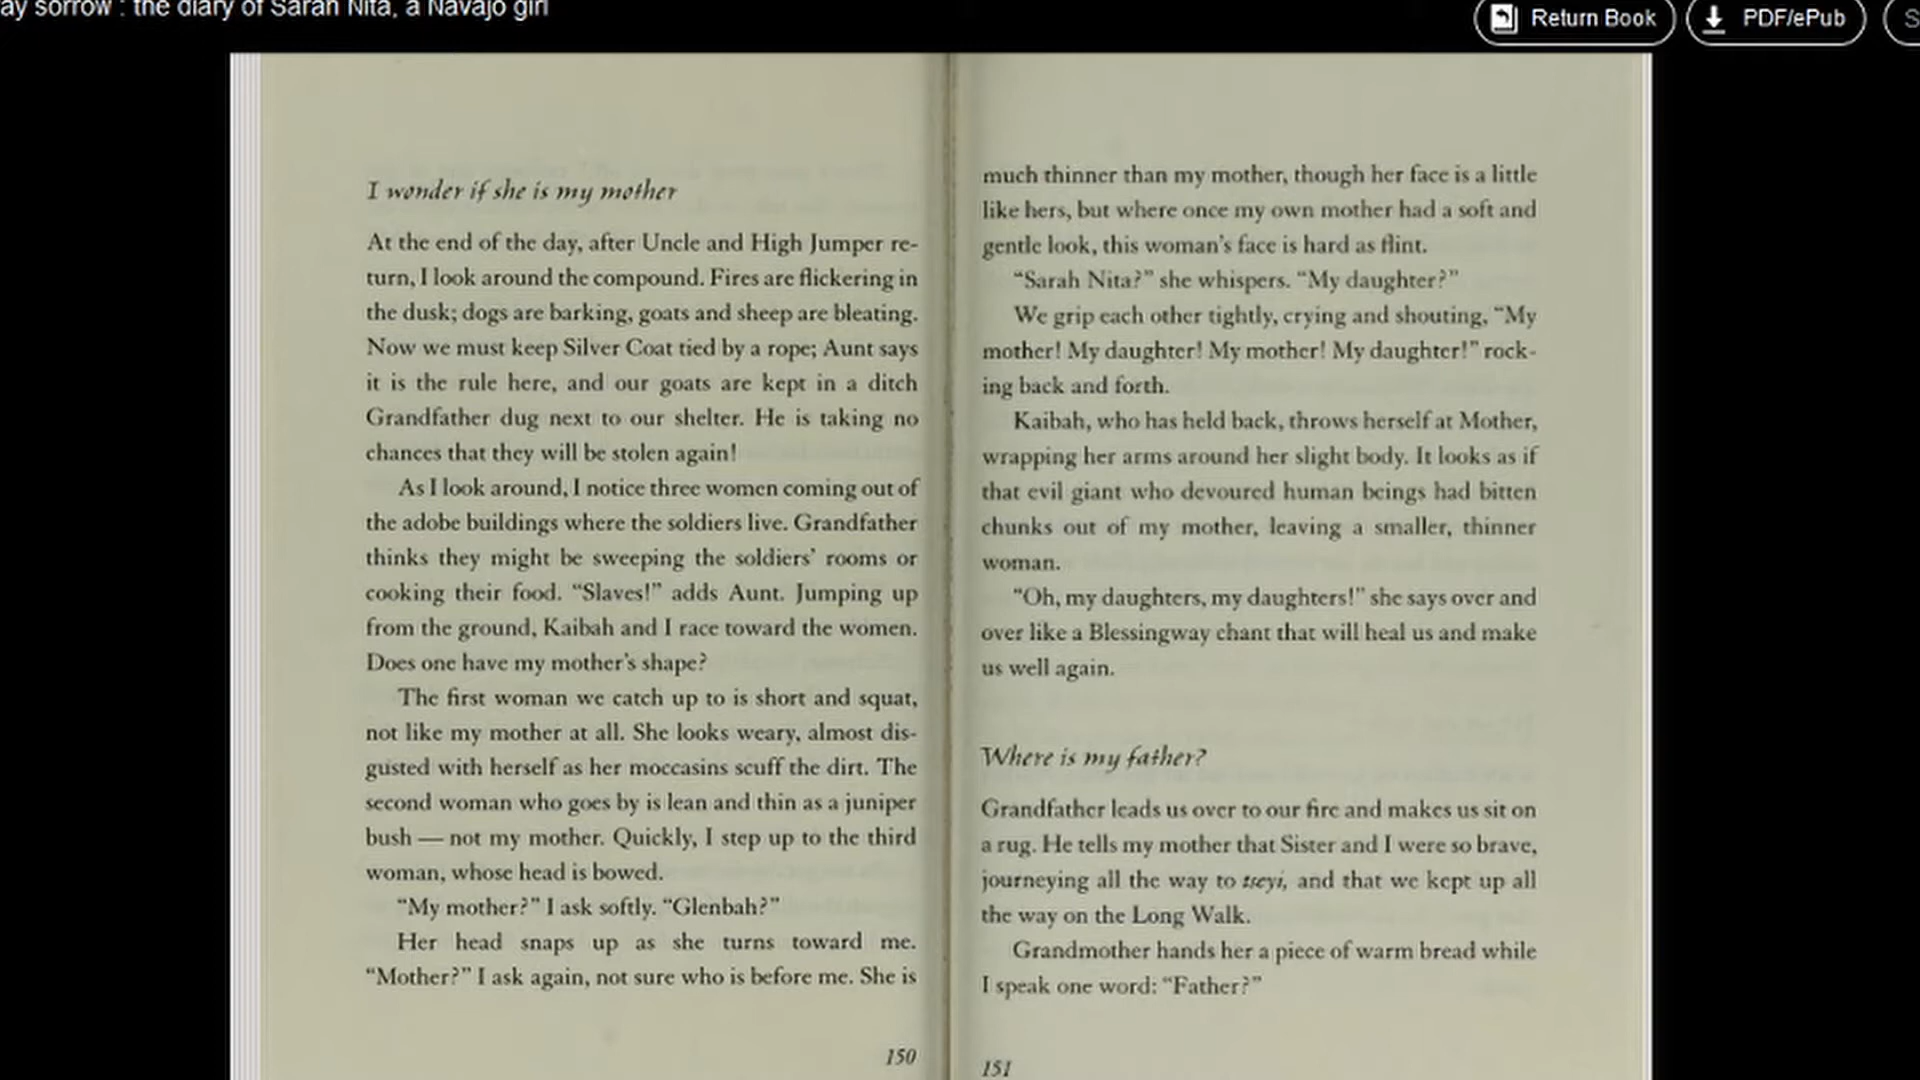 ay sorrow : the diary of Sarah Nita, a Navajo girl
Return Book
PDF/ePub
S
I wonder if she is my mother
At the end of the day, after Uncle and High Jumper re-
turn, I look around the compound. Fires are flickering in
the dusk; dogs are barking, goats and sheep are bleating.
Now we must keep Silver Coat tied by a rope; Aunt says
it is the rule here, and our goats are kept in a ditch
Grandfather dug next to our shelter. He is taking no
chances that they will be stolen again!
As I look around, I notice three women coming out of
the adobe buildings where the soldiers live. Grandfather
thinks they might be sweeping the soldiers' rooms or
cooking their food. “Slaves!” adds Aunt. Jumping up
from the ground, Kaibah and I race toward the women.
Does one have my mother's shape?
The first woman we catch up to is short and squat,
not like my mother at all. She looks weary, almost dis-
gusted with herself as her moccasins scuff the dirt. The
second woman who goes by is lean and thin as a juniper
bush — not my mother. Quickly, I step up to the third
woman, whose head is bowed.
“My mother?” I ask softly. “Glenbah?”
Her head snaps up as she turns toward me.
“Mother?” I ask again, not sure who is before me. She is
150
much thinner than my mother, though her face is a little
like hers, but where once my own mother had a soft and
gentle look, this woman's face is hard as flint.
“Sarah Nita?” she whispers. “My daughter?”
We grip each other tightly, crying and shouting, “My
mother! My daughter! My mother! My daughter!” rock-
ing back and forth.
Kaibah, who has held back, throws herself at Mother,
wrapping her arms around her slight body. It looks as if
that evil giant who devoured human beings had bitten
chunks out of my mother, leaving a smaller, thinner
woman.
“Oh, my daughters, my daughters!” she says over and
over like a Blessingway chant that will heal us and make
us well again.
Where is my father?
Grandfather leads us over to our fire and makes us sit on
a rug. He tells my mother that Sister and I were so brave,
journeying all the way to tseyi, and that we kept up all
the way on the Long Walk.
Grandmother hands her a piece of warm bread while
I speak one word: “Father?”
151